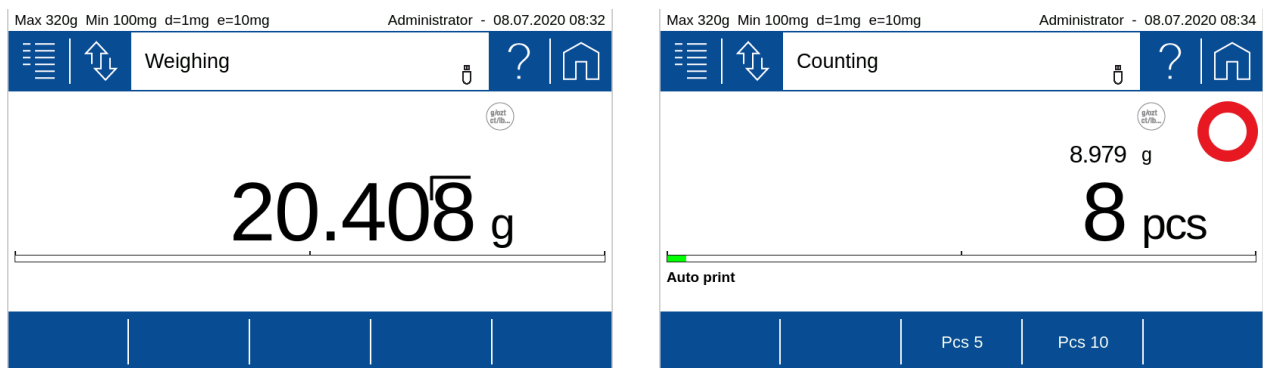 Max 320g Min 100mg d=1mg e=10mg Administrator - 08.07.2020 08:32
Weighing
?
g/ozt
ct/lb...
20.408 g
Max 320g Min 100mg d=1mg e=10mg Administrator - 08.07.2020 08:34
Counting
?
g/ozt
ct/lb...
8.979 g
8 pcs
Auto print
Pcs 5 Pcs 10